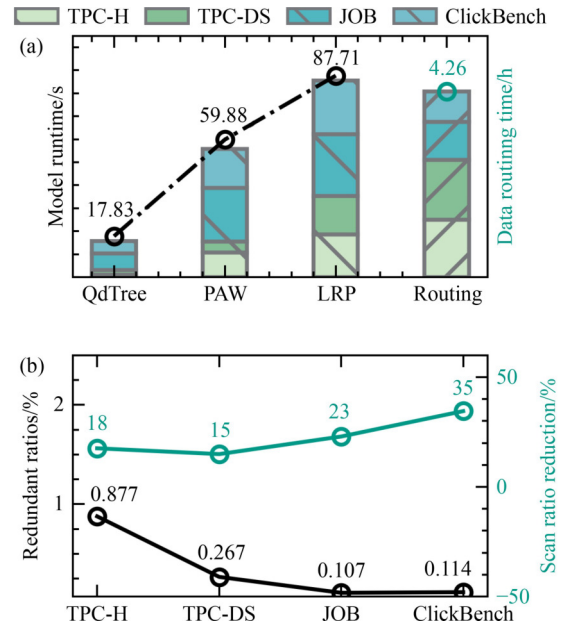 TPC-H TPC-DS JOB ClickBench
(a)
Model runtime/s
17.83
59.88
87.71
4.26
Data routinng time/h
QdTree PAW LRP Routing
(b)
Redundant ratios/%
2
1
18 15 23 35
0.877 0.267 0.107 0.114
50
0
−50
Scan ratio reduction/%
TPC-H TPC-DS JOB ClickBench